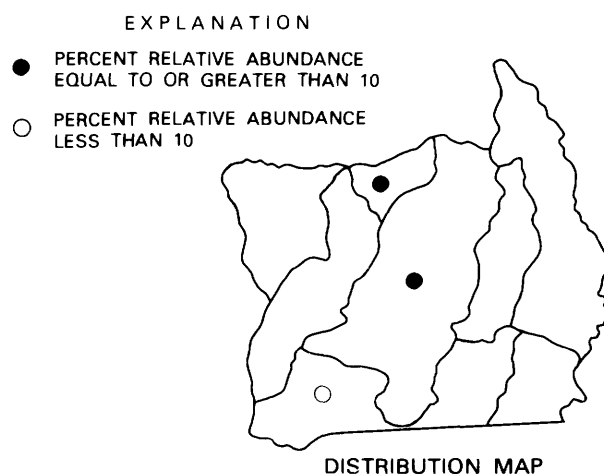 EXPLANATION
PERCENT RELATIVE ABUNDANCE
EQUAL TO OR GREATER THAN 10
PERCENT RELATIVE ABUNDANCE
LESS THAN 10
DISTRIBUTION MAP